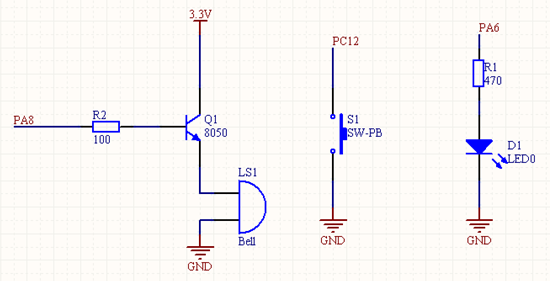 3.3V
PA8
R2
100
Q1
8050
LS1
Bell
GND
PC12
S1
SW-PB
GND
PA6
R1
470
D1
LED0
GND